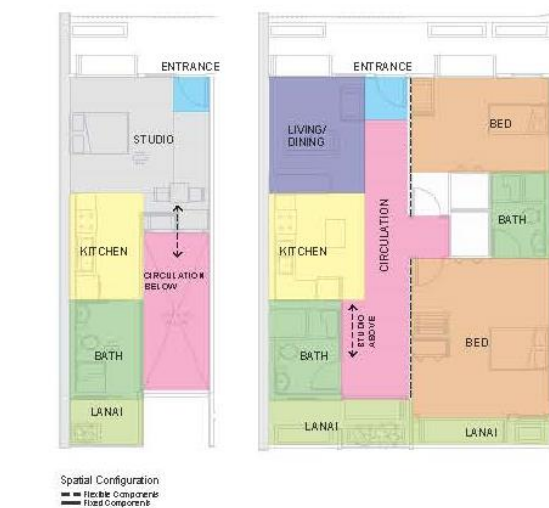 ENTRANCE
STUDIO
KITCHEN
CIRCULATION
BELOW
BATH
LANAI
ENTRANCE
LIVING/
DINING
BED
KITCHEN
CIRCULATION
BATH
STUDIO
ABOVE
BATH
BED
LANAI
LANAI
Spatial Configuration
Flexible Components
Fixed Components